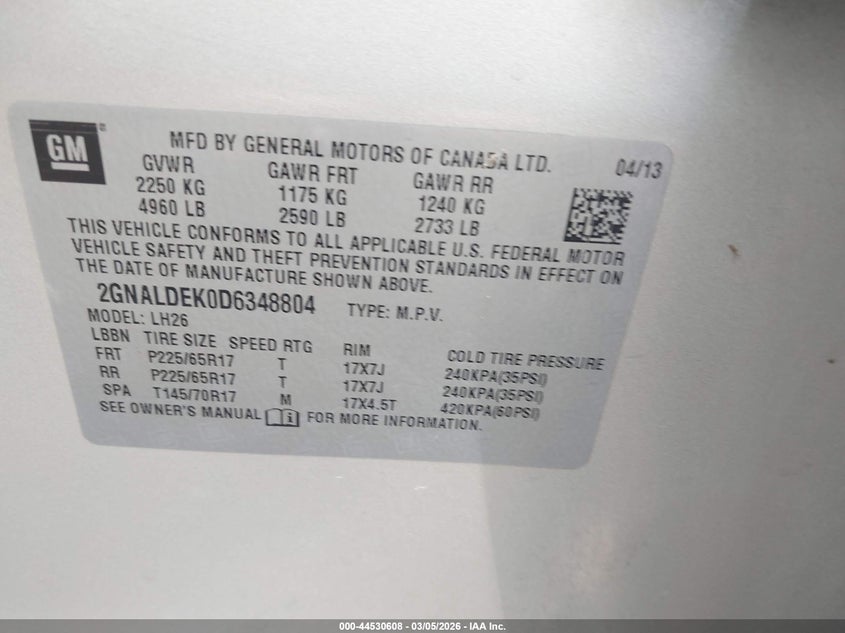 GM
MFD BY GENERAL MOTORS OF CANADA LTD. 04/13
GVWR GAWR FRT GAWR RR
2250 KG 1175 KG 1240 KG
4960 LB 2590 LB 2733 LB
THIS VEHICLE CONFORMS TO ALL APPLICABLE U.S. FEDERAL MOTOR
VEHICLE SAFETY AND THEFT PREVENTION STANDARDS IN EFFECT ON
THE DATE OF MANUFACTURE SHOWN ABOVE.
2GNALDEK0D6348804 TYPE: M.P.V.
MODEL: LH26
LBBN TIRE SIZE SPEED RTG RIM COLD TIRE PRESSURE
FRT P225/65R17 T 17X7J 240KPA(35PSI)
RR P225/65R17 T 17X7J 240KPA(35PSI)
SPA T145/70R17 M 17X4.5T 420KPA(60PSI)
SEE OWNER'S MANUAL i FOR MORE INFORMATION.
000-44530608 - 03/05/2026 - IAA Inc.